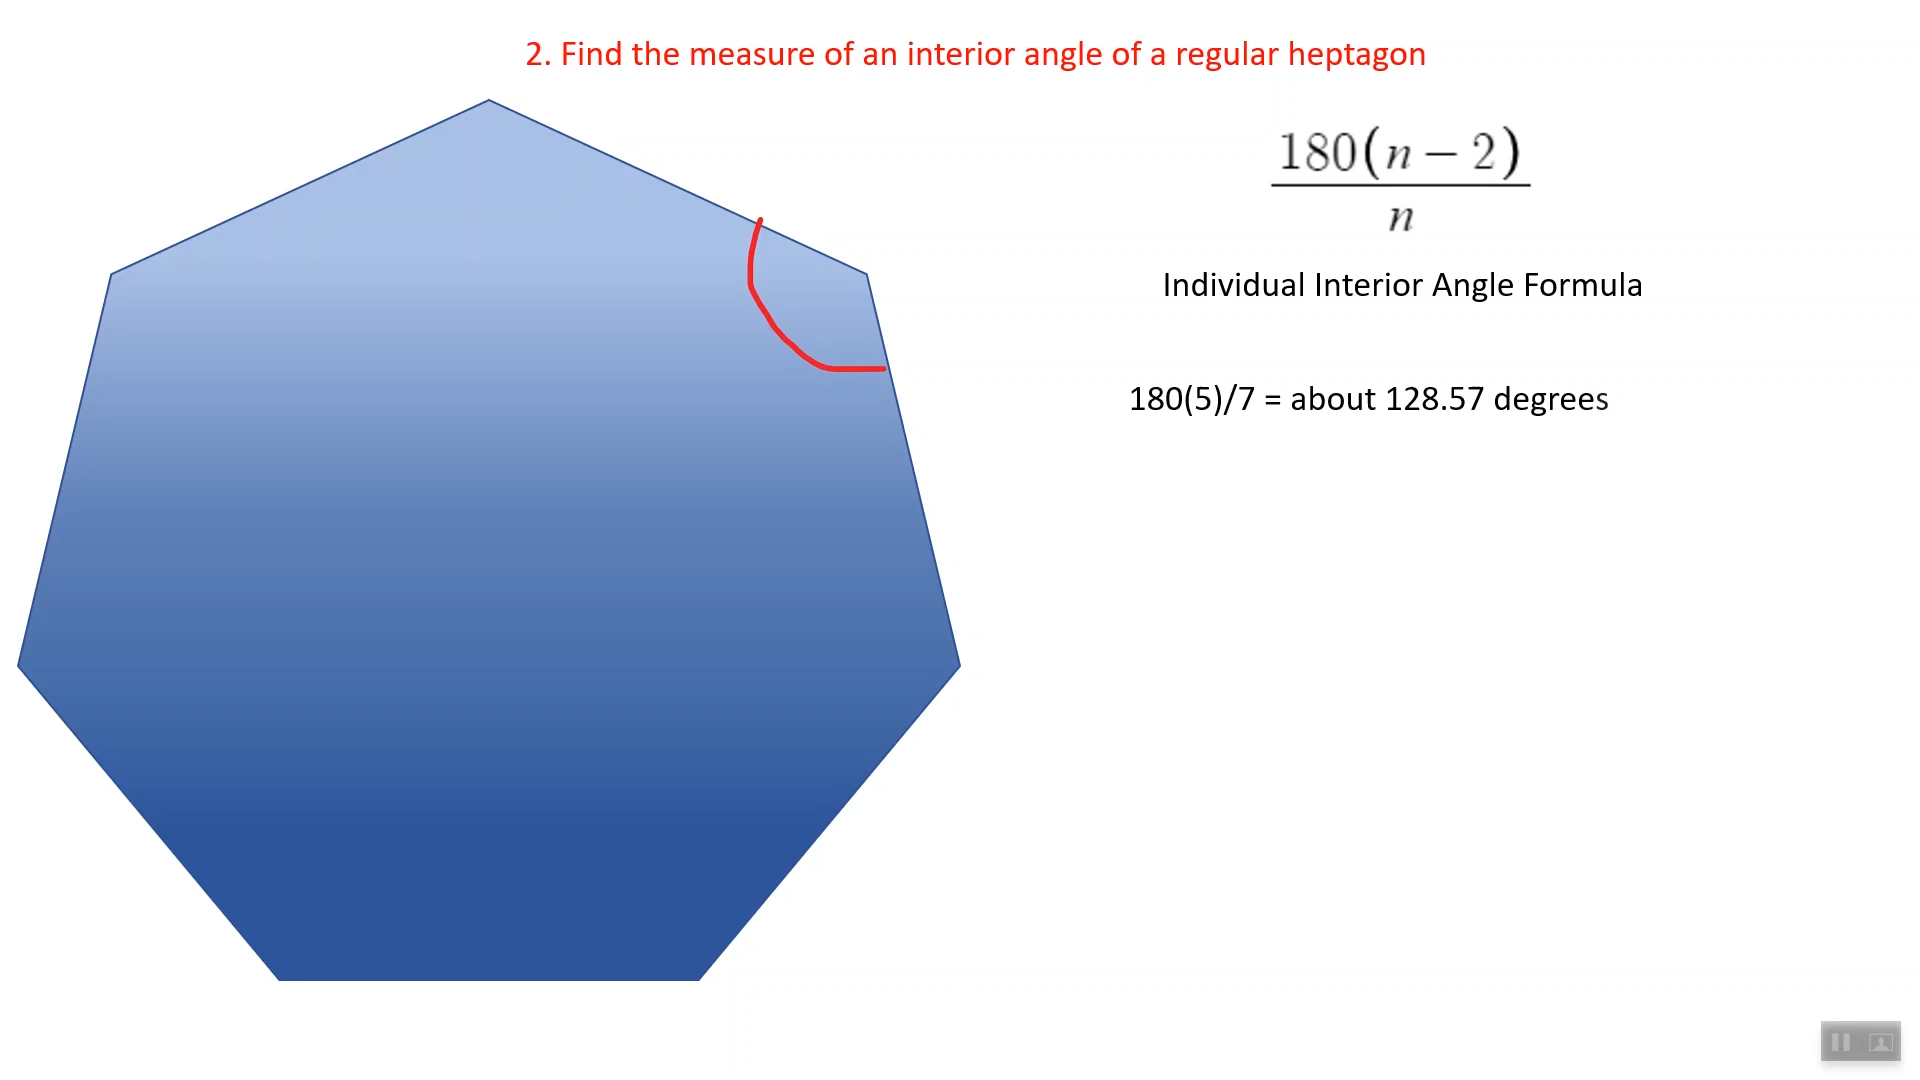 2. Find the measure of an interior angle of a regular heptagon
180(n − 2)
n
Individual Interior Angle Formula
180(5)/7 = about 128.57 degrees